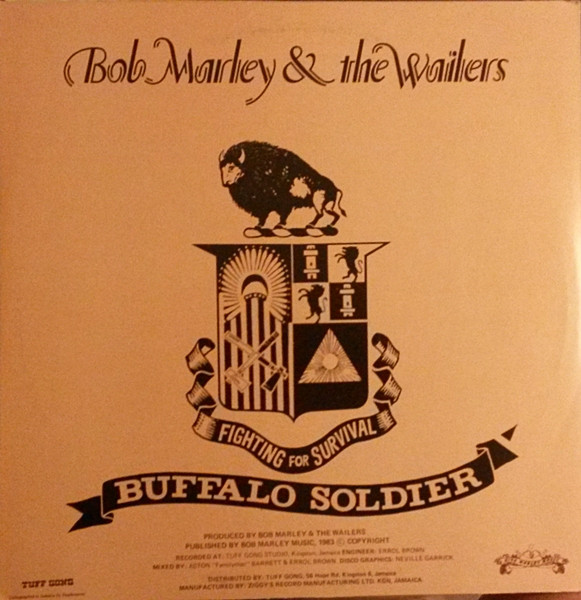 Bob Marley & the Wailers
FIGHTING FOR SURVIVAL
BUFFALO SOLDIER
PRODUCED BY BOB MARLEY & THE WAILERS
PUBLISHED BY BOB MARLEY MUSIC, 1983 © COPYRIGHT
RECORDED AT: TUFF GONG STUDIO, Kingston, Jamaica ENGINEER: ERROL BROWN
MIXED BY: ASTON "Familyman" BARRETT & ERROL BROWN DISCO GRAPHICS: NEVILLE GARRICK
DISTRIBUTED BY: TUFF GONG, 56 Hope Rd. Kingston 6, Jamaica
MANUFACTURED BY: ZIGGY'S RECORD MANUFACTURING LTD. KGN, JAMAICA
TUFF GONG